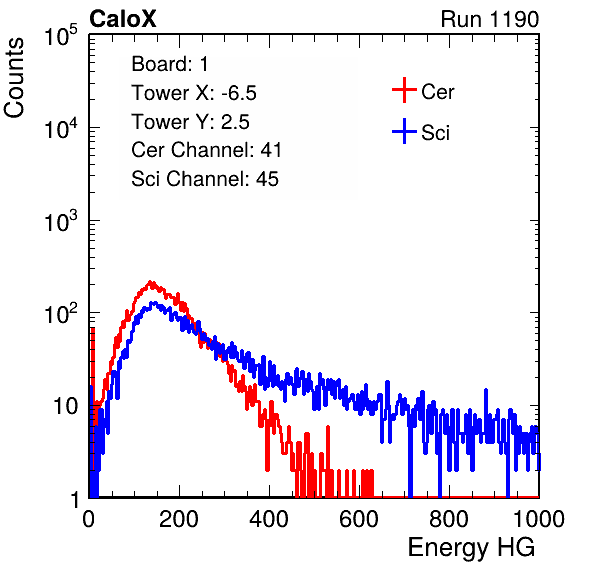 CaloX Run 1190
Counts
10^5
10^4
10^3
10^2
10
1
Board: 1
Tower X: -6.5
Tower Y: 2.5
Cer Channel: 41
Sci Channel: 45
Cer
Sci
0 200 400 600 800 1000
Energy HG